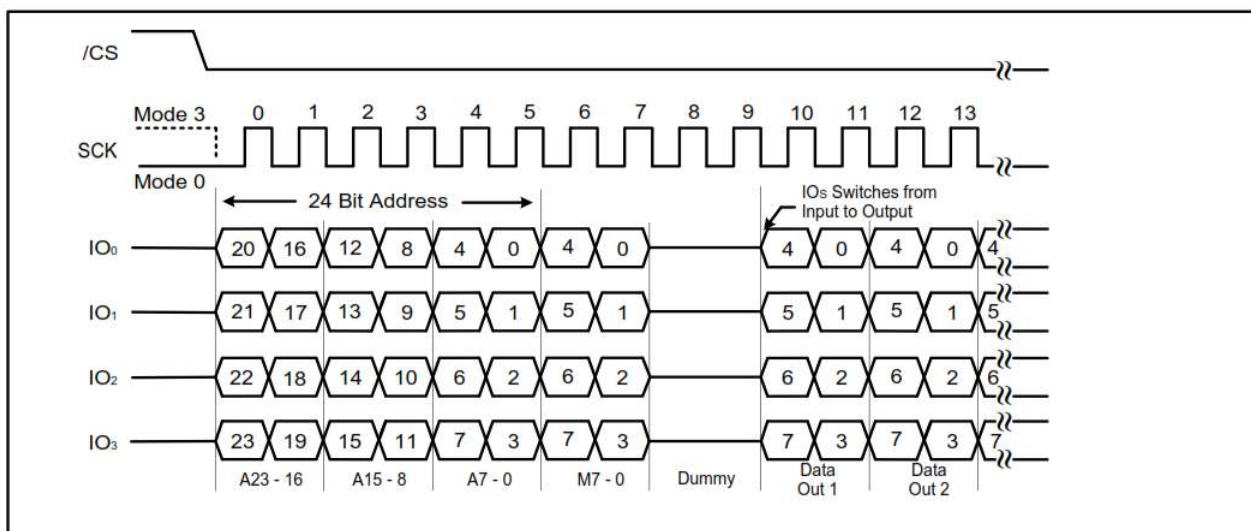 /CS
Mode 3 0 1 2 3 4 5 6 7 8 9 10 11 12 13
SCK
Mode 0
24 Bit Address
IOs Switches from
Input to Output
IO0 20 16 12 8 4 0 4 0 4 0 4 0 4
IO1 21 17 13 9 5 1 5 1 5 1 5 1 5
IO2 22 18 14 10 6 2 6 2 6 2 6 2 6
IO3 23 19 15 11 7 3 7 3 7 3 7 3 7
A23 - 16 A15 - 8 A7 - 0 M7 - 0 Dummy Data Data
Out 1 Out 2